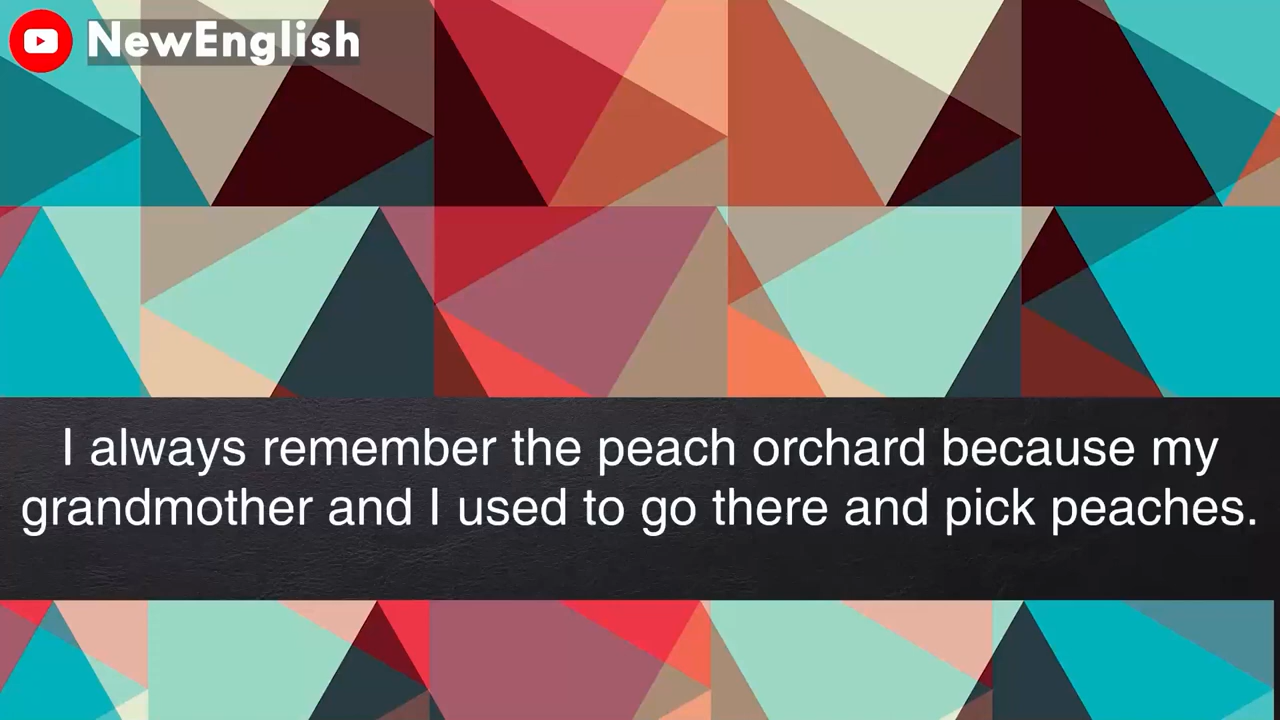 NewEnglish
I always remember the peach orchard because my
grandmother and I used to go there and pick peaches.